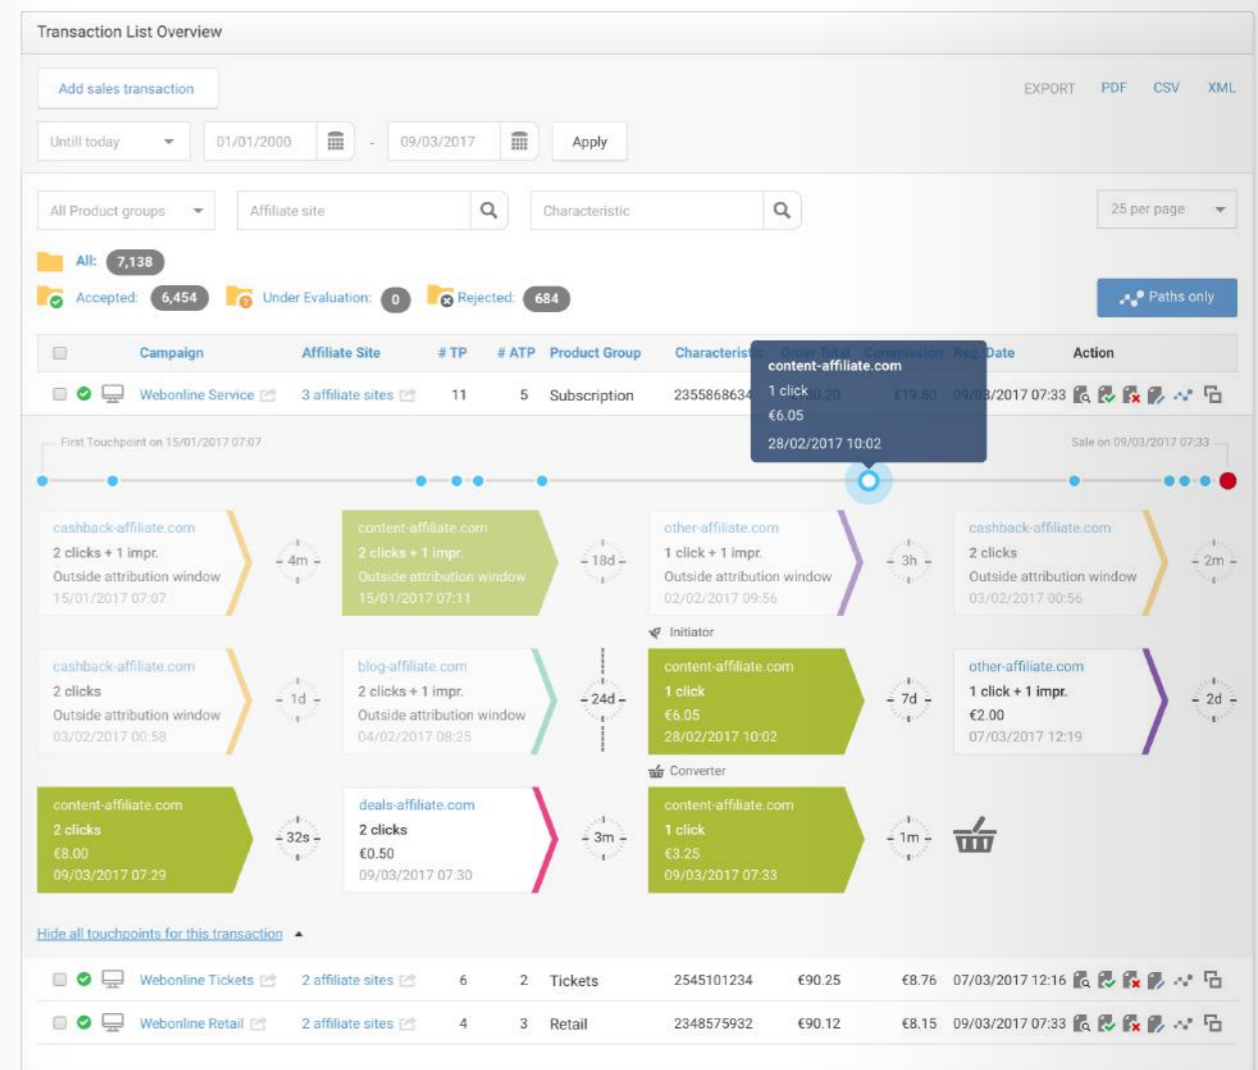 Transaction List Overview
Add sales transaction
EXPORT PDF CSV XML
Untill today 01/01/2000 - 09/03/2017 Apply
All Product groups Affiliate site Characteristic 25 per page
All: 7,138
Accepted: 6,454 Under Evaluation: 0 Rejected: 684 Paths only
Campaign Affiliate Site # TP # ATP Product Group Characteristic Order Total Commission Reg. Date Action
Webonline Service 3 affiliate sites 11 5 Subscription 2355868634 €19.80 09/03/2017 07:33
content-affiliate.com
1 click
€6.05
28/02/2017 10:02
First Touchpoint on 15/01/2017 07:07
Sale on 09/03/2017 07:33
cashback-affiliate.com
2 clicks + 1 impr.
Outside attribution window
15/01/2017 07:07
4m
content-affiliate.com
2 clicks + 1 impr.
Outside attribution window
15/01/2017 07:11
18d
other-affiliate.com
1 click + 1 impr.
Outside attribution window
02/02/2017 09:56
3h
cashback-affiliate.com
2 clicks
Outside attribution window
03/02/2017 00:56
2m
cashback-affiliate.com
2 clicks
Outside attribution window
03/02/2017 00:58
1d
blog-affiliate.com
2 clicks + 1 impr.
Outside attribution window
04/02/2017 08:25
24d
Initiator
content-affiliate.com
1 click
€6.05
28/02/2017 10:02
7d
other-affiliate.com
1 click + 1 impr.
€2.00
07/03/2017 12:19
2d
content-affiliate.com
2 clicks
€8.00
09/03/2017 07:29
32s
deals-affiliate.com
2 clicks
€0.50
09/03/2017 07:30
3m
Converter
content-affiliate.com
1 click
€3.25
09/03/2017 07:33
1m
Hide all touchpoints for this transaction
Webonline Tickets 2 affiliate sites 6 2 Tickets 2545101234 €90.25 €8.76 07/03/2017 12:16
Webonline Retail 2 affiliate sites 4 3 Retail 2348575932 €90.12 €8.15 09/03/2017 07:33